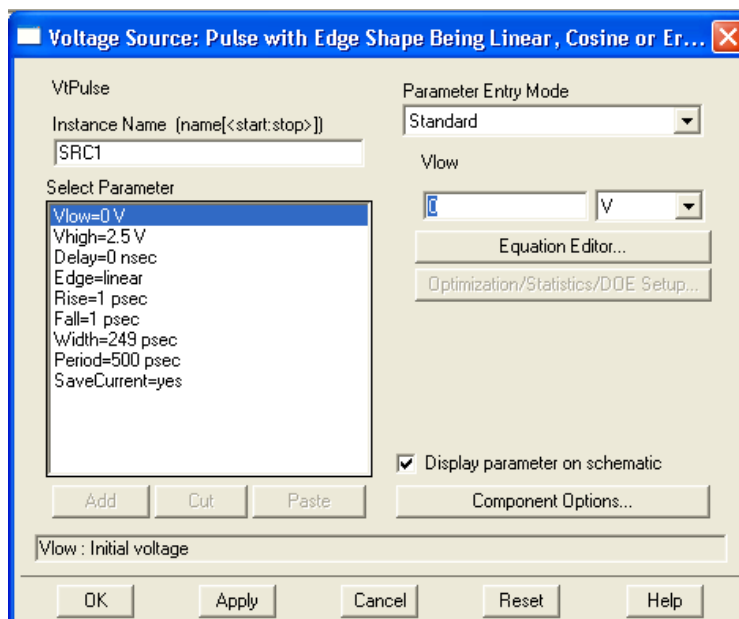 Voltage Source: Pulse with Edge Shape Being Linear, Cosine or Er...
VtPulse
Instance Name (name[<start:stop>])
SRC1
Select Parameter
Vlow=0 V
Vhigh=2.5 V
Delay=0 nsec
Edge=linear
Rise=1 psec
Fall=1 psec
Width=249 psec
Period=500 psec
SaveCurrent=yes
Add Cut Paste
Parameter Entry Mode
Standard
Vlow
0 V
Equation Editor...
Optimization/Statistics/DOE Setup...
Display parameter on schematic
Component Options...
Vlow : Initial voltage
OK Apply Cancel Reset Help